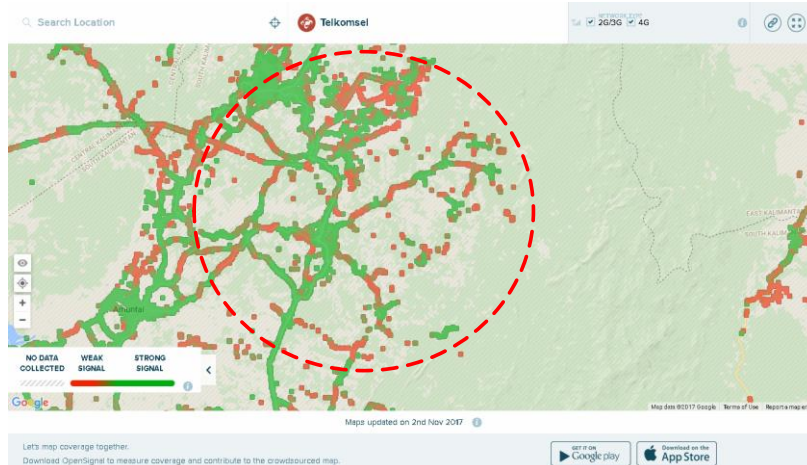 Search Location
Telkomsel
NETWORK TYPE
2G/3G 4G
CENTRAL KALIMANTAN
SOUTH KALIMANTAN
EAST KALIMANTAN
SOUTH KALIMANTAN
Amuntai
+
−
NO DATA COLLECTED
WEAK SIGNAL
STRONG SIGNAL
Google
Map data ©2017 Google
Terms of Use
Report a map er
Maps updated on 2nd Nov 2017
Let's map coverage together.
Download OpenSignal to measure coverage and contribute to the crowdsourced map.
GET IT ON
Google play
Download on the
App Store